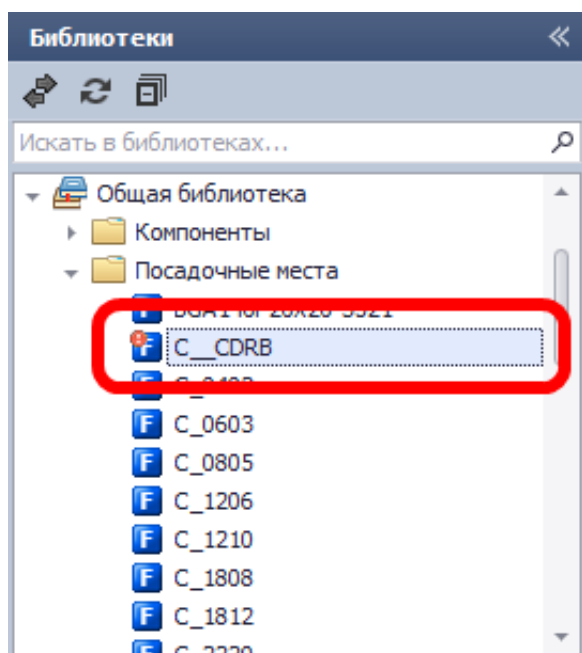 Библиотеки
Искать в библиотеках...
Общая библиотека
Компоненты
Посадочные места
F C__CDRB
F
F C_0603
F C_0805
F C_1206
F C_1210
F C_1808
F C_1812